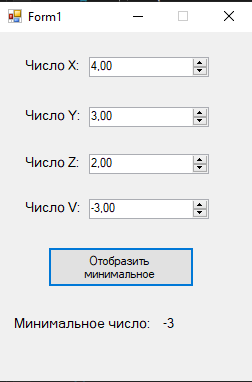 Form1
Число X: 4,00
Число Y: 3,00
Число Z: 2,00
Число V: -3,00
Отобразить
минимальное
Минимальное число: -3